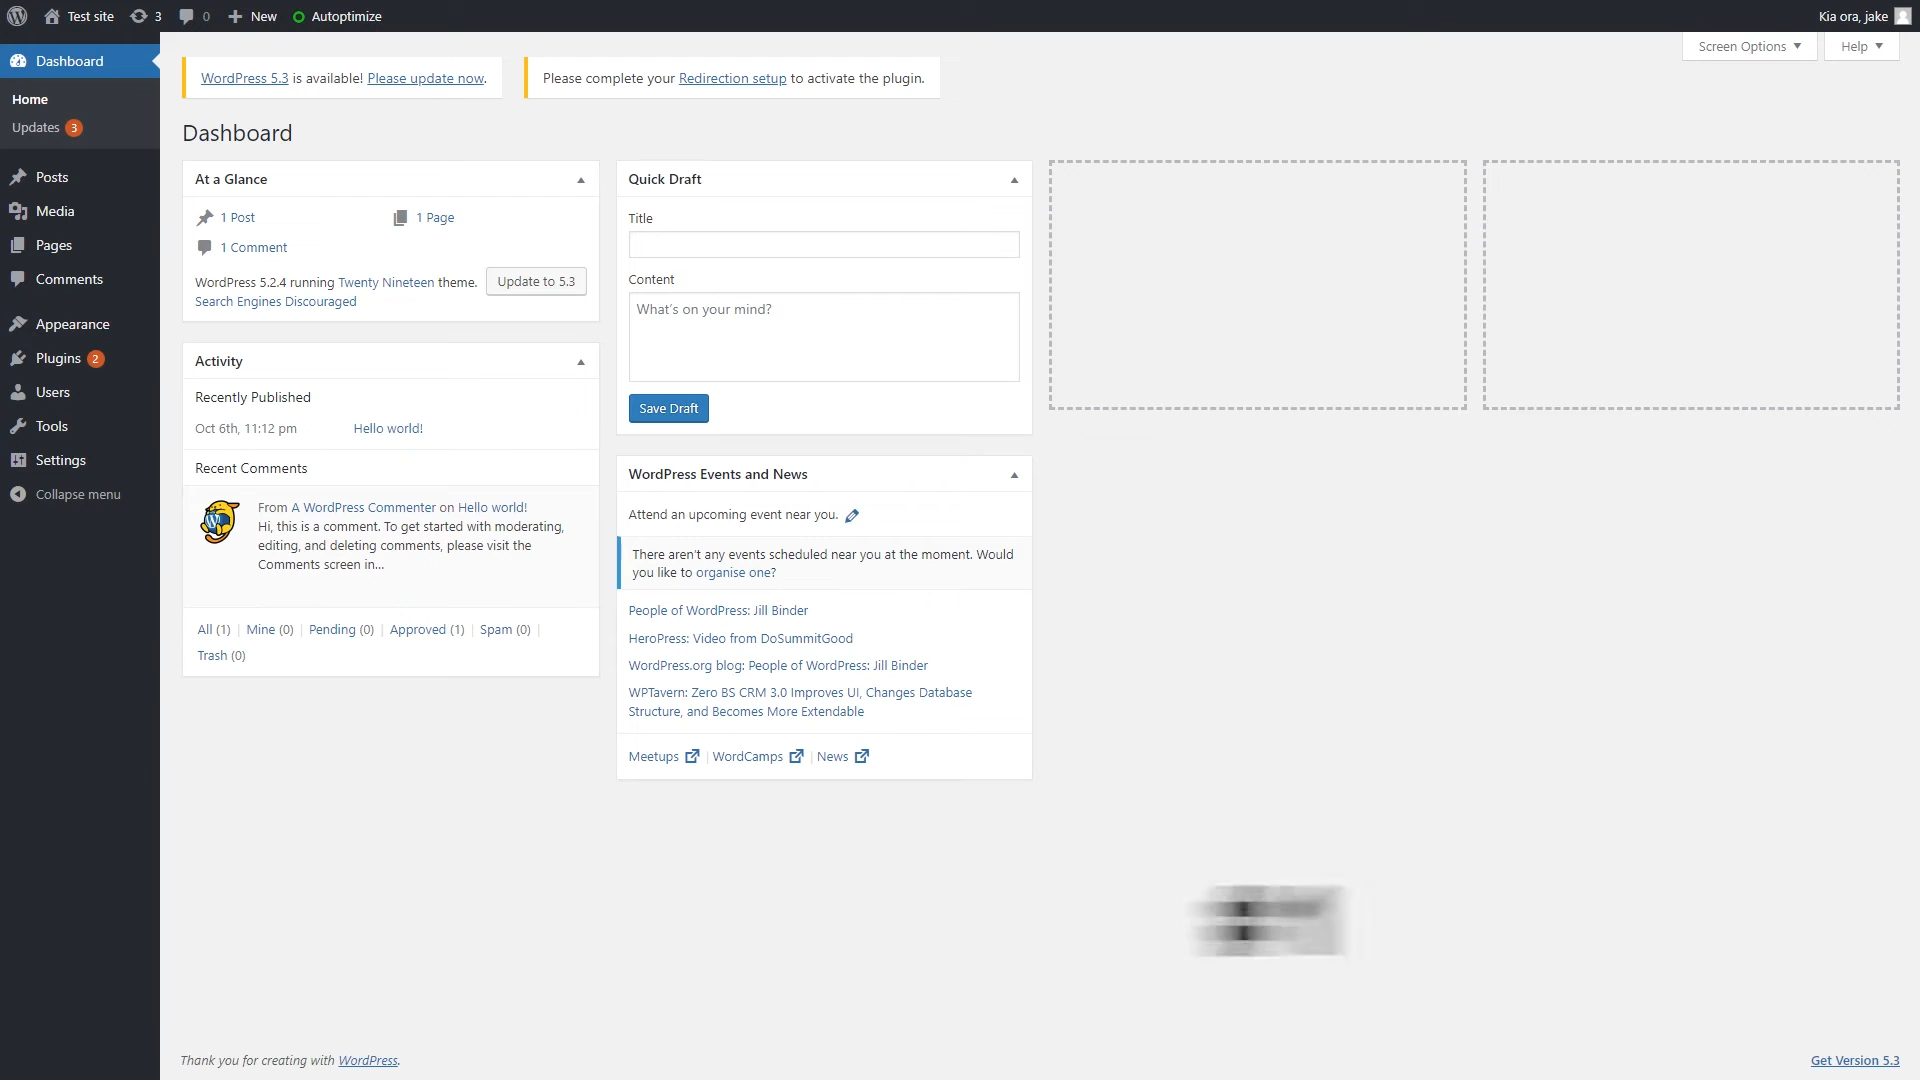 Test site 3 0 New Autoptimize Kia ora, jake
Screen Options Help
Dashboard
Home
Updates 3
Posts
Media
Pages
Comments
Appearance
Plugins 2
Users
Tools
Settings
Collapse menu
WordPress 5.3 is available! Please update now.
Please complete your Redirection setup to activate the plugin.
Dashboard
At a Glance
1 Post 1 Page
1 Comment
WordPress 5.2.4 running Twenty Nineteen theme. Update to 5.3
Search Engines Discouraged
Activity
Recently Published
Oct 6th, 11:12 pm Hello world!
Recent Comments
From A WordPress Commenter on Hello world!
Hi, this is a comment. To get started with moderating,
editing, and deleting comments, please visit the
Comments screen in…
All (1) | Mine (0) | Pending (0) | Approved (1) | Spam (0) |
Trash (0)
Quick Draft
Title
Content
What's on your mind?
Save Draft
WordPress Events and News
Attend an upcoming event near you.
There aren't any events scheduled near you at the moment. Would
you like to organise one?
People of WordPress: Jill Binder
HeroPress: Video from DoSummitGood
WordPress.org blog: People of WordPress: Jill Binder
WPTavern: Zero BS CRM 3.0 Improves UI, Changes Database
Structure, and Becomes More Extendable
Meetups | WordCamps | News
Thank you for creating with WordPress.
Get Version 5.3